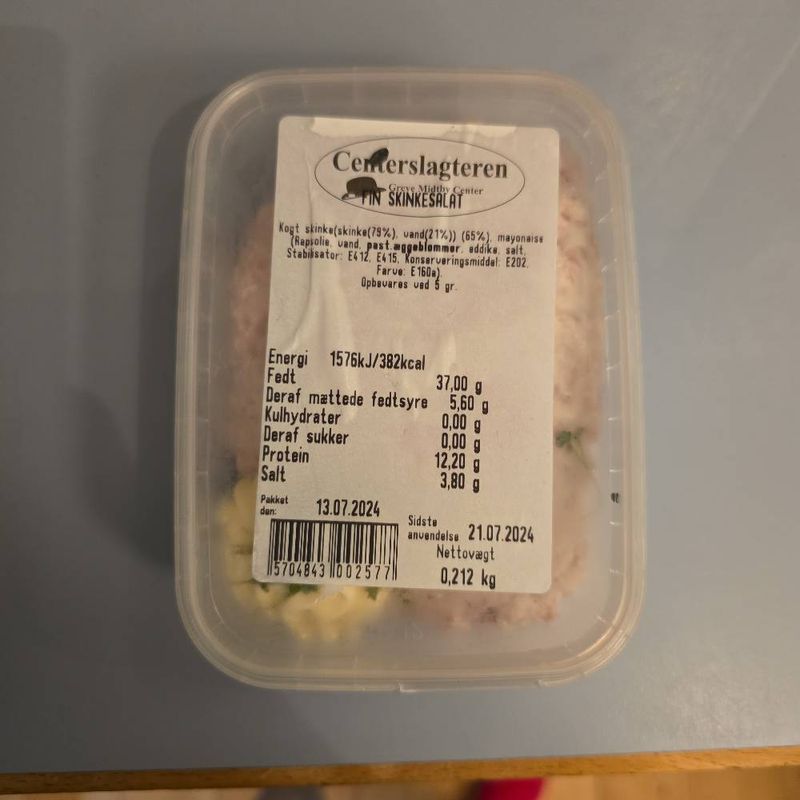 Centerslagteren
Greve Midtby Center
FIN SKINKESALAT
Kogt skinke(skinke(79%), vand(21%)) (65%), mayonaise
(Rapsolie, vand, past.æggeblommer, eddike, salt,
Stabilisator: E412, E415, Konserveringsmiddel: E202,
Farve: E160a).
Opbevares ved 5 gr.
Energi 1576kJ/382kcal
Fedt 37,00 g
Deraf mættede fedtsyre 5,60 g
Kulhydrater 0,00 g
Deraf sukker 0,00 g
Protein 12,20 g
Salt 3,80 g
Pakket
den: 13.07.2024
Sidste
anvendelse 21.07.2024
Nettovægt
0,212 kg
5704843 002577